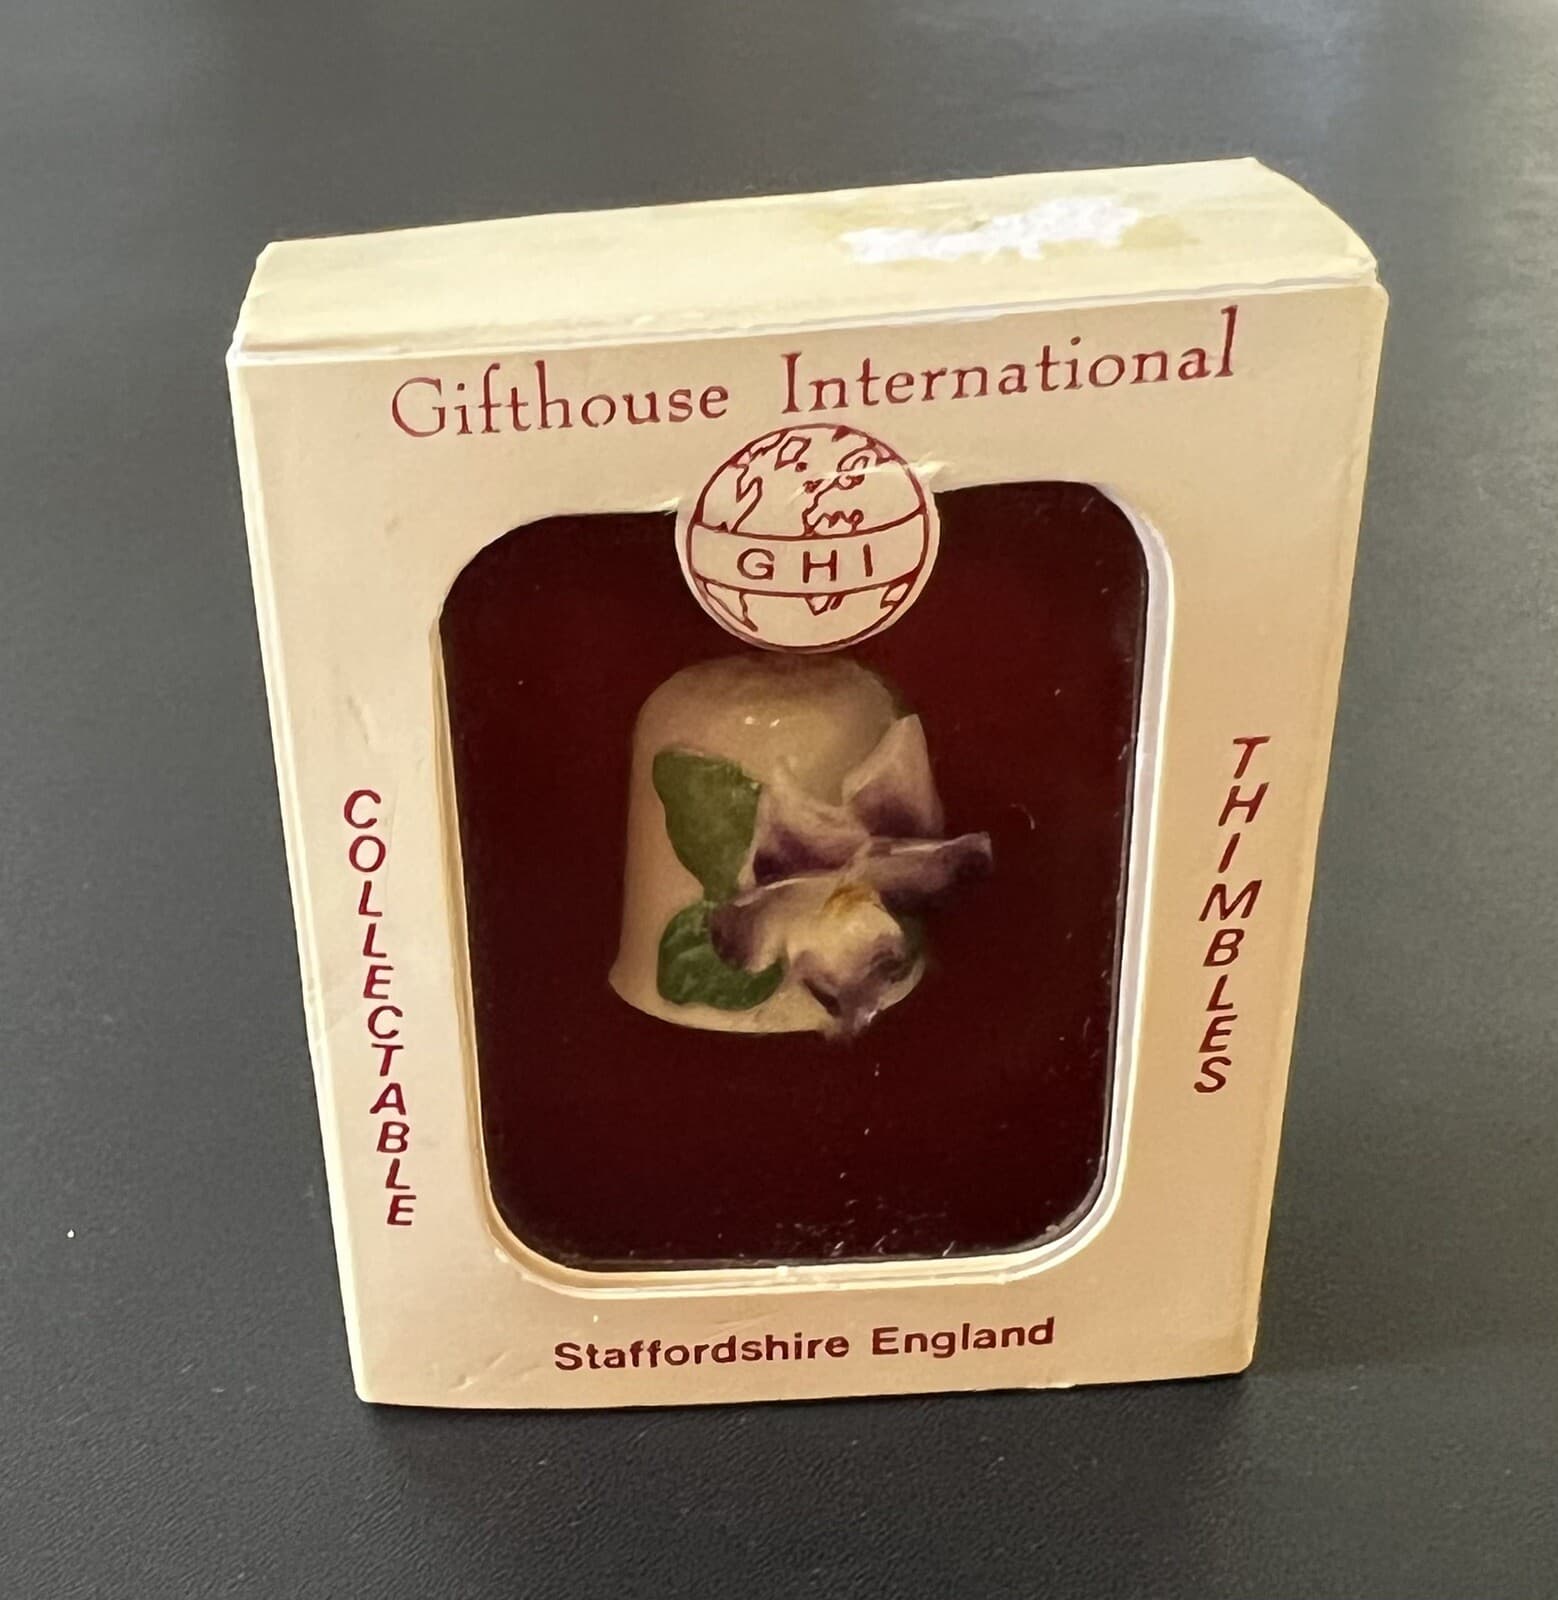 Gifthouse International
GHI
COLLECTABLE
THIMBLES
Staffordshire England